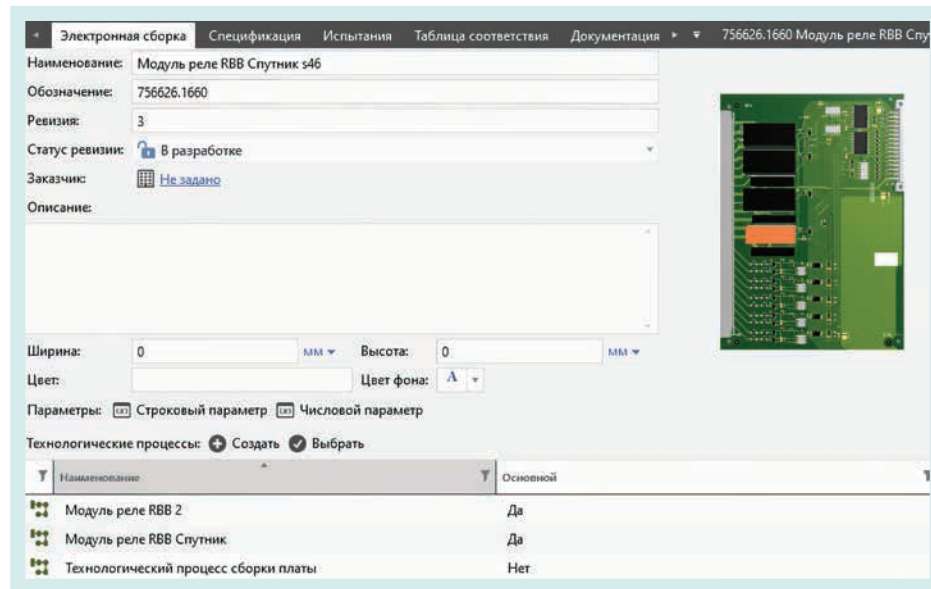 Электронная сборка Спецификация Испытания Таблица соответствия Документация 756626.1660 Модуль реле RBB Спу
Наименование: Модуль реле RBB Спутник s46
Обозначение: 756626.1660
Ревизия: 3
Статус ревизии: В разработке
Заказчик: Не задано
Описание:
Ширина: 0 мм Высота: 0 мм
Цвет: Цвет фона: A
Параметры: Строковый параметр Числовой параметр
Технологические процессы: Создать Выбрать
Наименование Основной
Модуль реле RBB 2 Да
Модуль реле RBB Спутник Да
Технологический процесс сборки платы Нет